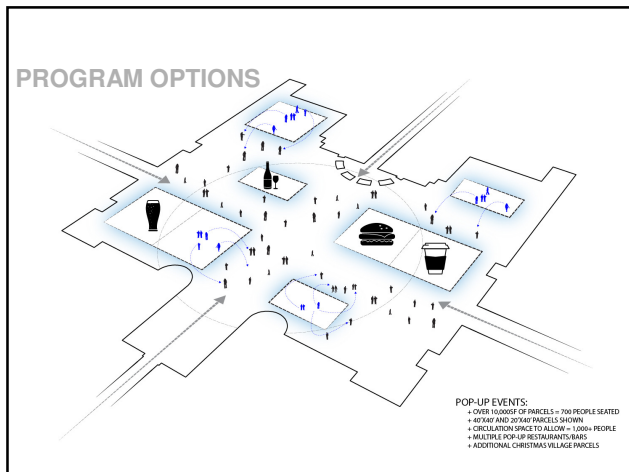 PROGRAM OPTIONS
POP-UP EVENTS:
+ OVER 10,000SF OF PARCELS = 700 PEOPLE SEATED
+ 40'X40' AND 20'X40' PARCELS SHOWN
+ CIRCULATION SPACE TO ALLOW = 1,000+ PEOPLE
+ MULTIPLE POP-UP RESTAURANTS/BARS
+ ADDITIONAL CHRISTMAS VILLAGE PARCELS